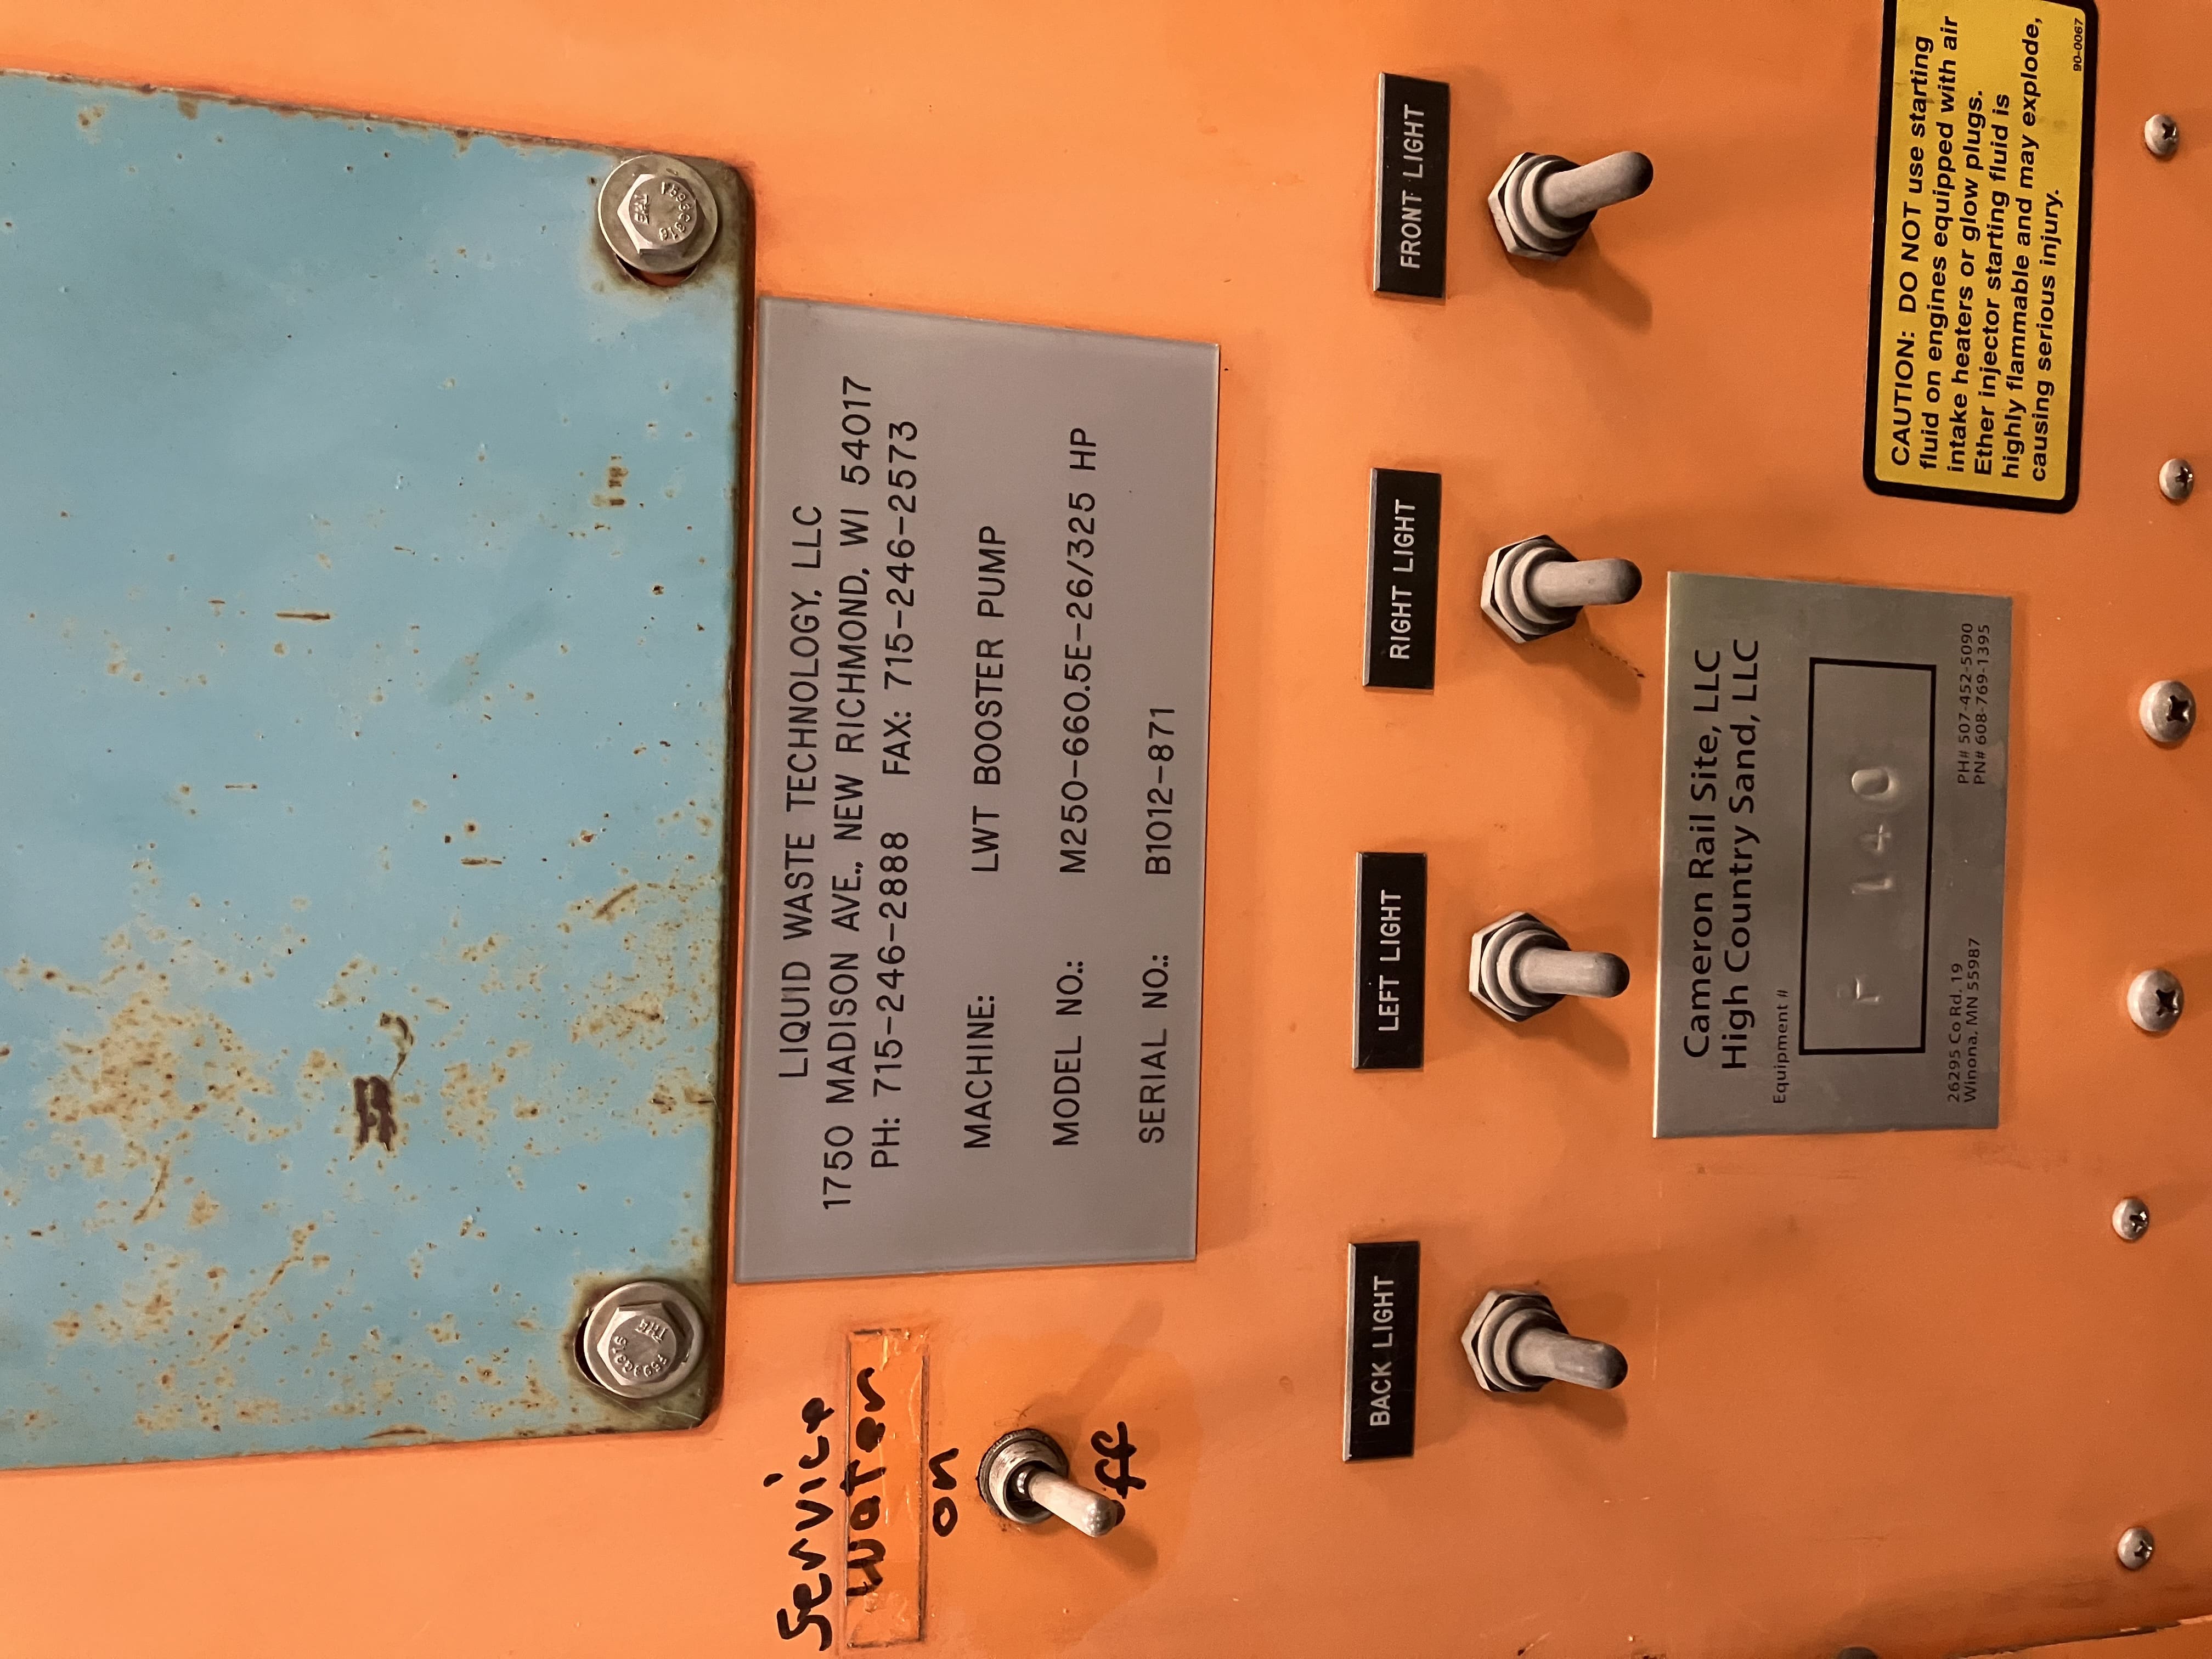 LIQUID WASTE TECHNOLOGY, LLC
1750 MADISON AVE., NEW RICHMOND, WI 54017
PH: 715-246-2888 FAX: 715-246-2573
MACHINE: LWT BOOSTER PUMP
MODEL NO.: M250-660.5E-26/325 HP
SERIAL NO.: B1012-871
Service
water
on
off
BACK LIGHT
LEFT LIGHT
RIGHT LIGHT
FRONT LIGHT
Cameron Rail Site, LLC
High Country Sand, LLC
Equipment #
140
26295 Co Rd. 19
Winona, MN 55987
PH# 507-452-5090
PN# 608-769-1395
CAUTION: DO NOT use starting
fluid on engines equipped with air
intake heaters or glow plugs.
Ether injector starting fluid is
highly flammable and may explode,
causing serious injury.
90-0067
THE
THE